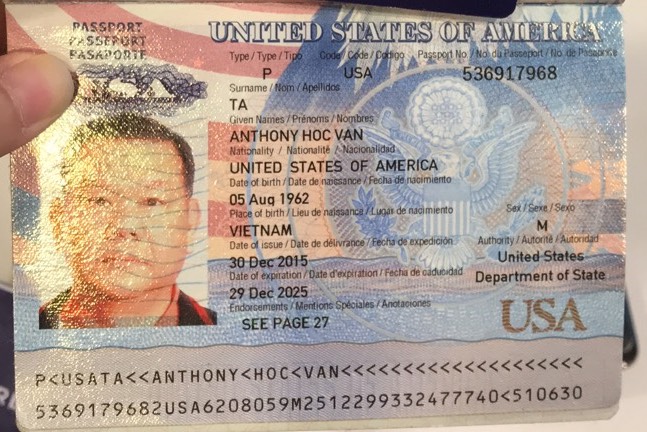 PASSPORT
PASSEPORT
PASAPORTE
UNITED STATES OF AMERICA
Type / Type / Tipo Code / Code / Código Passport No. / No. du Passeport / No. de Pasaporte
P USA 536917968
Surname / Nom / Apellidos
TA
Given Names / Prénoms / Nombres
ANTHONY HOC VAN
Nationality / Nationalité / Nacionalidad
UNITED STATES OF AMERICA
Date of birth / Date de naissance / Fecha de nacimiento
05 Aug 1962
Place of birth / Lieu de naissance / Lugar de nacimiento Sex / Sexe / Sexo
VIETNAM M
Date of issue / Date de délivrance / Fecha de expedición Authority / Autorité / Autoridad
30 Dec 2015 United States
Date of expiration / Date d'expiration / Fecha de caducidad Department of State
29 Dec 2025
Endorsements / Mentions Spéciales / Anotaciones
SEE PAGE 27
USA
P<USATA<<ANTHONY<HOC<VAN<<<<<<<<<<<<<<<<<<<<
5369179682USA6208059M2512299332477740<510630